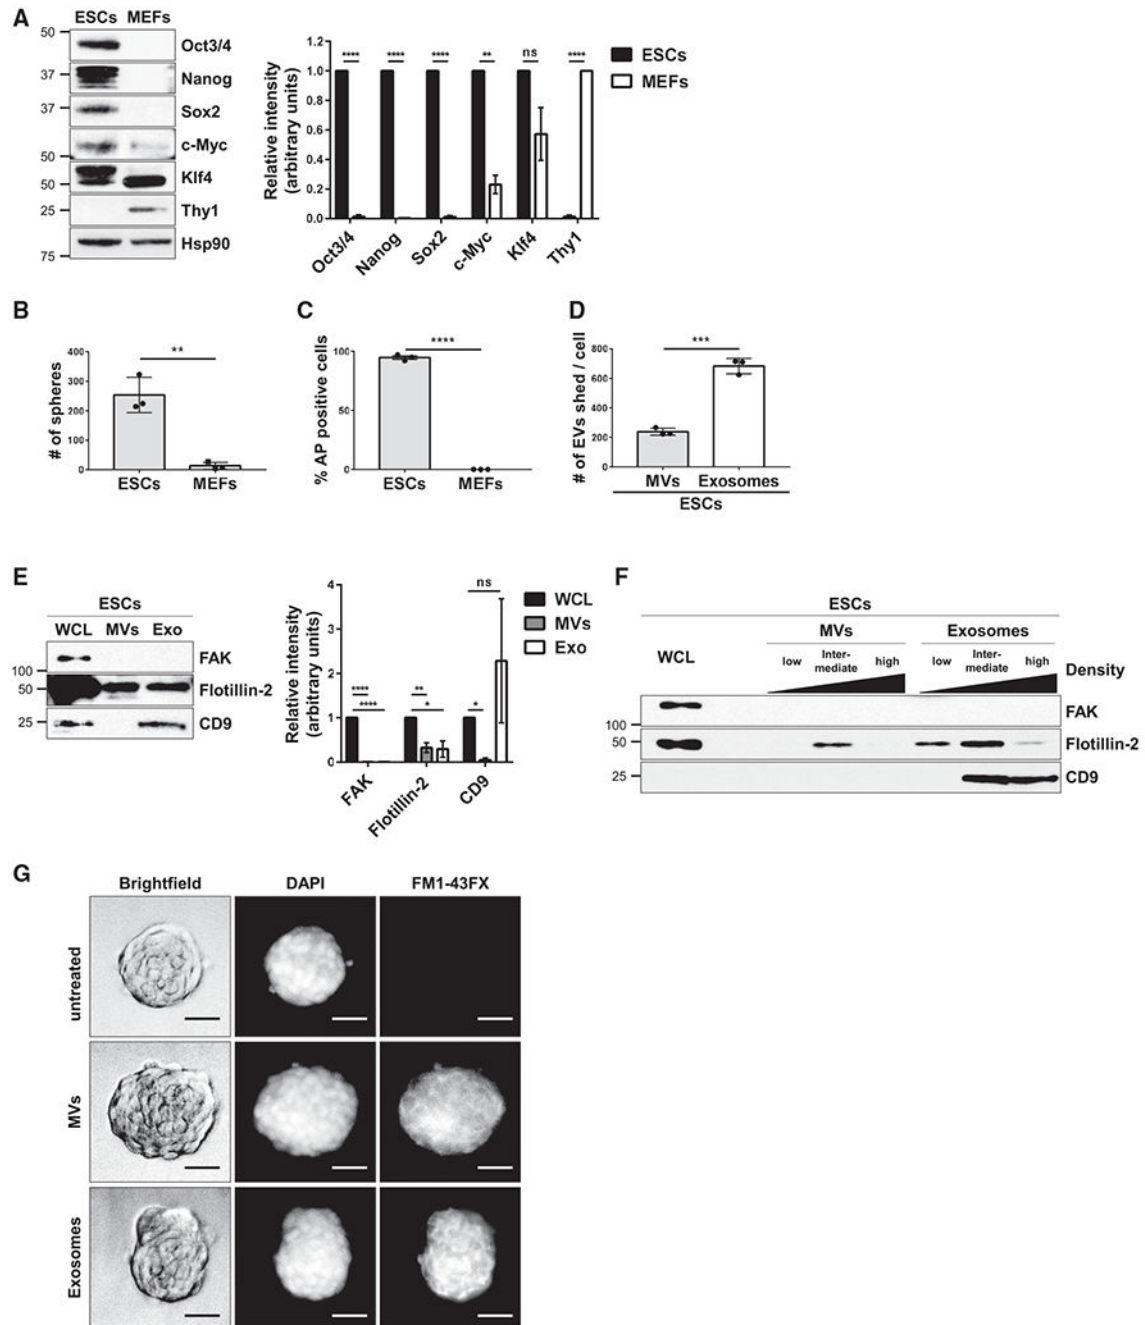 A
ESCs MEFs
50
Oct3/4
37
Nanog
37
Sox2
c-Myc
50
50
Klf4
25
Thy1
75
Hsp90
Relative intensity
(arbitrary units)
1.2
1.0
0.8
0.6
0.4
0.2
0.0
**** **** **** ** ns ****
Oct3/4 Nanog Sox2 c-Myc Klf4 Thy1
ESCs
MEFs
B
# of spheres
400
300
200
100
0
**
ESCs MEFs
C
% AP positive cells
100
50
0
****
ESCs MEFs
D
# of EVs shed / cell
800
600
400
200
0
***
MVs Exosomes
ESCs
E
ESCs
WCL MVs Exo
FAK
100
50
Flotillin-2
25
CD9
Relative intensity
(arbitrary units)
4
3
2
1
0
****
****
**
*
*
ns
FAK Flotillin-2 CD9
WCL
MVs
Exo
F
ESCs
MVs Exosomes
WCL
low Inter-
mediate high
low Inter-
mediate high
Density
FAK
100
50
Flotillin-2
25
CD9
G
Brightfield DAPI FM1-43FX
untreated
MVs
Exosomes